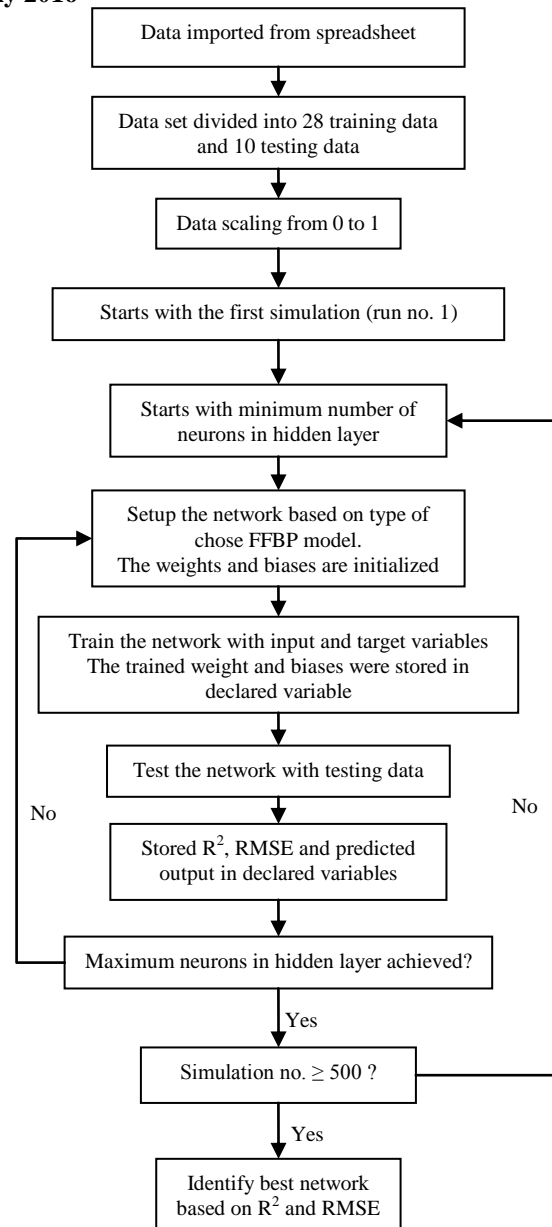 y 2016
Data imported from spreadsheet
Data set divided into 28 training data
and 10 testing data
Data scaling from 0 to 1
Starts with the first simulation (run no. 1)
Starts with minimum number of
neurons in hidden layer
Setup the network based on type of
chose FFBP model.
The weights and biases are initialized
Train the network with input and target variables
The trained weight and biases were stored in
declared variable
Test the network with testing data
No
No
Stored R², RMSE and predicted
output in declared variables
Maximum neurons in hidden layer achieved?
Yes
Simulation no. ≥ 500 ?
Yes
Identify best network
based on R² and RMSE